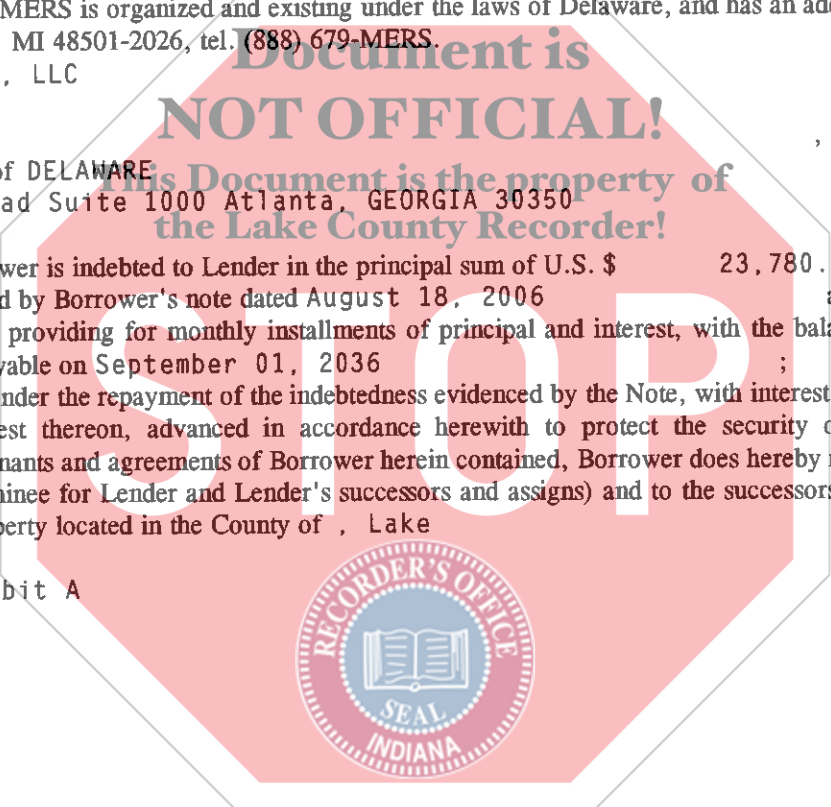 MERS is organized and existing under the laws of Delaware, and has an
MI 48501-2026, tel. (888) 679-MERS.
, LLC
Document is
NOT OFFICIAL!
,
of DELAWARE
This Document is the property of
ad Suite 1000 Atlanta, GEORGIA 30350
the Lake County Recorder!
wer is indebted to Lender in the principal sum of U.S. $ 23,780.
d by Borrower's note dated August 18, 2006
providing for monthly installments of principal and interest, with the
yable on September 01, 2036 ;
nder the repayment of the indebtedness evidenced by the Note, with interest
est thereon, advanced in accordance herewith to protect the security
nants and agreements of Borrower herein contained, Borrower does hereby
inee for Lender and Lender's successors and assigns) and to the successors
perty located in the County of , Lake
STOP
bit A
RECORDER'S OFFICE
SEAL
INDIANA